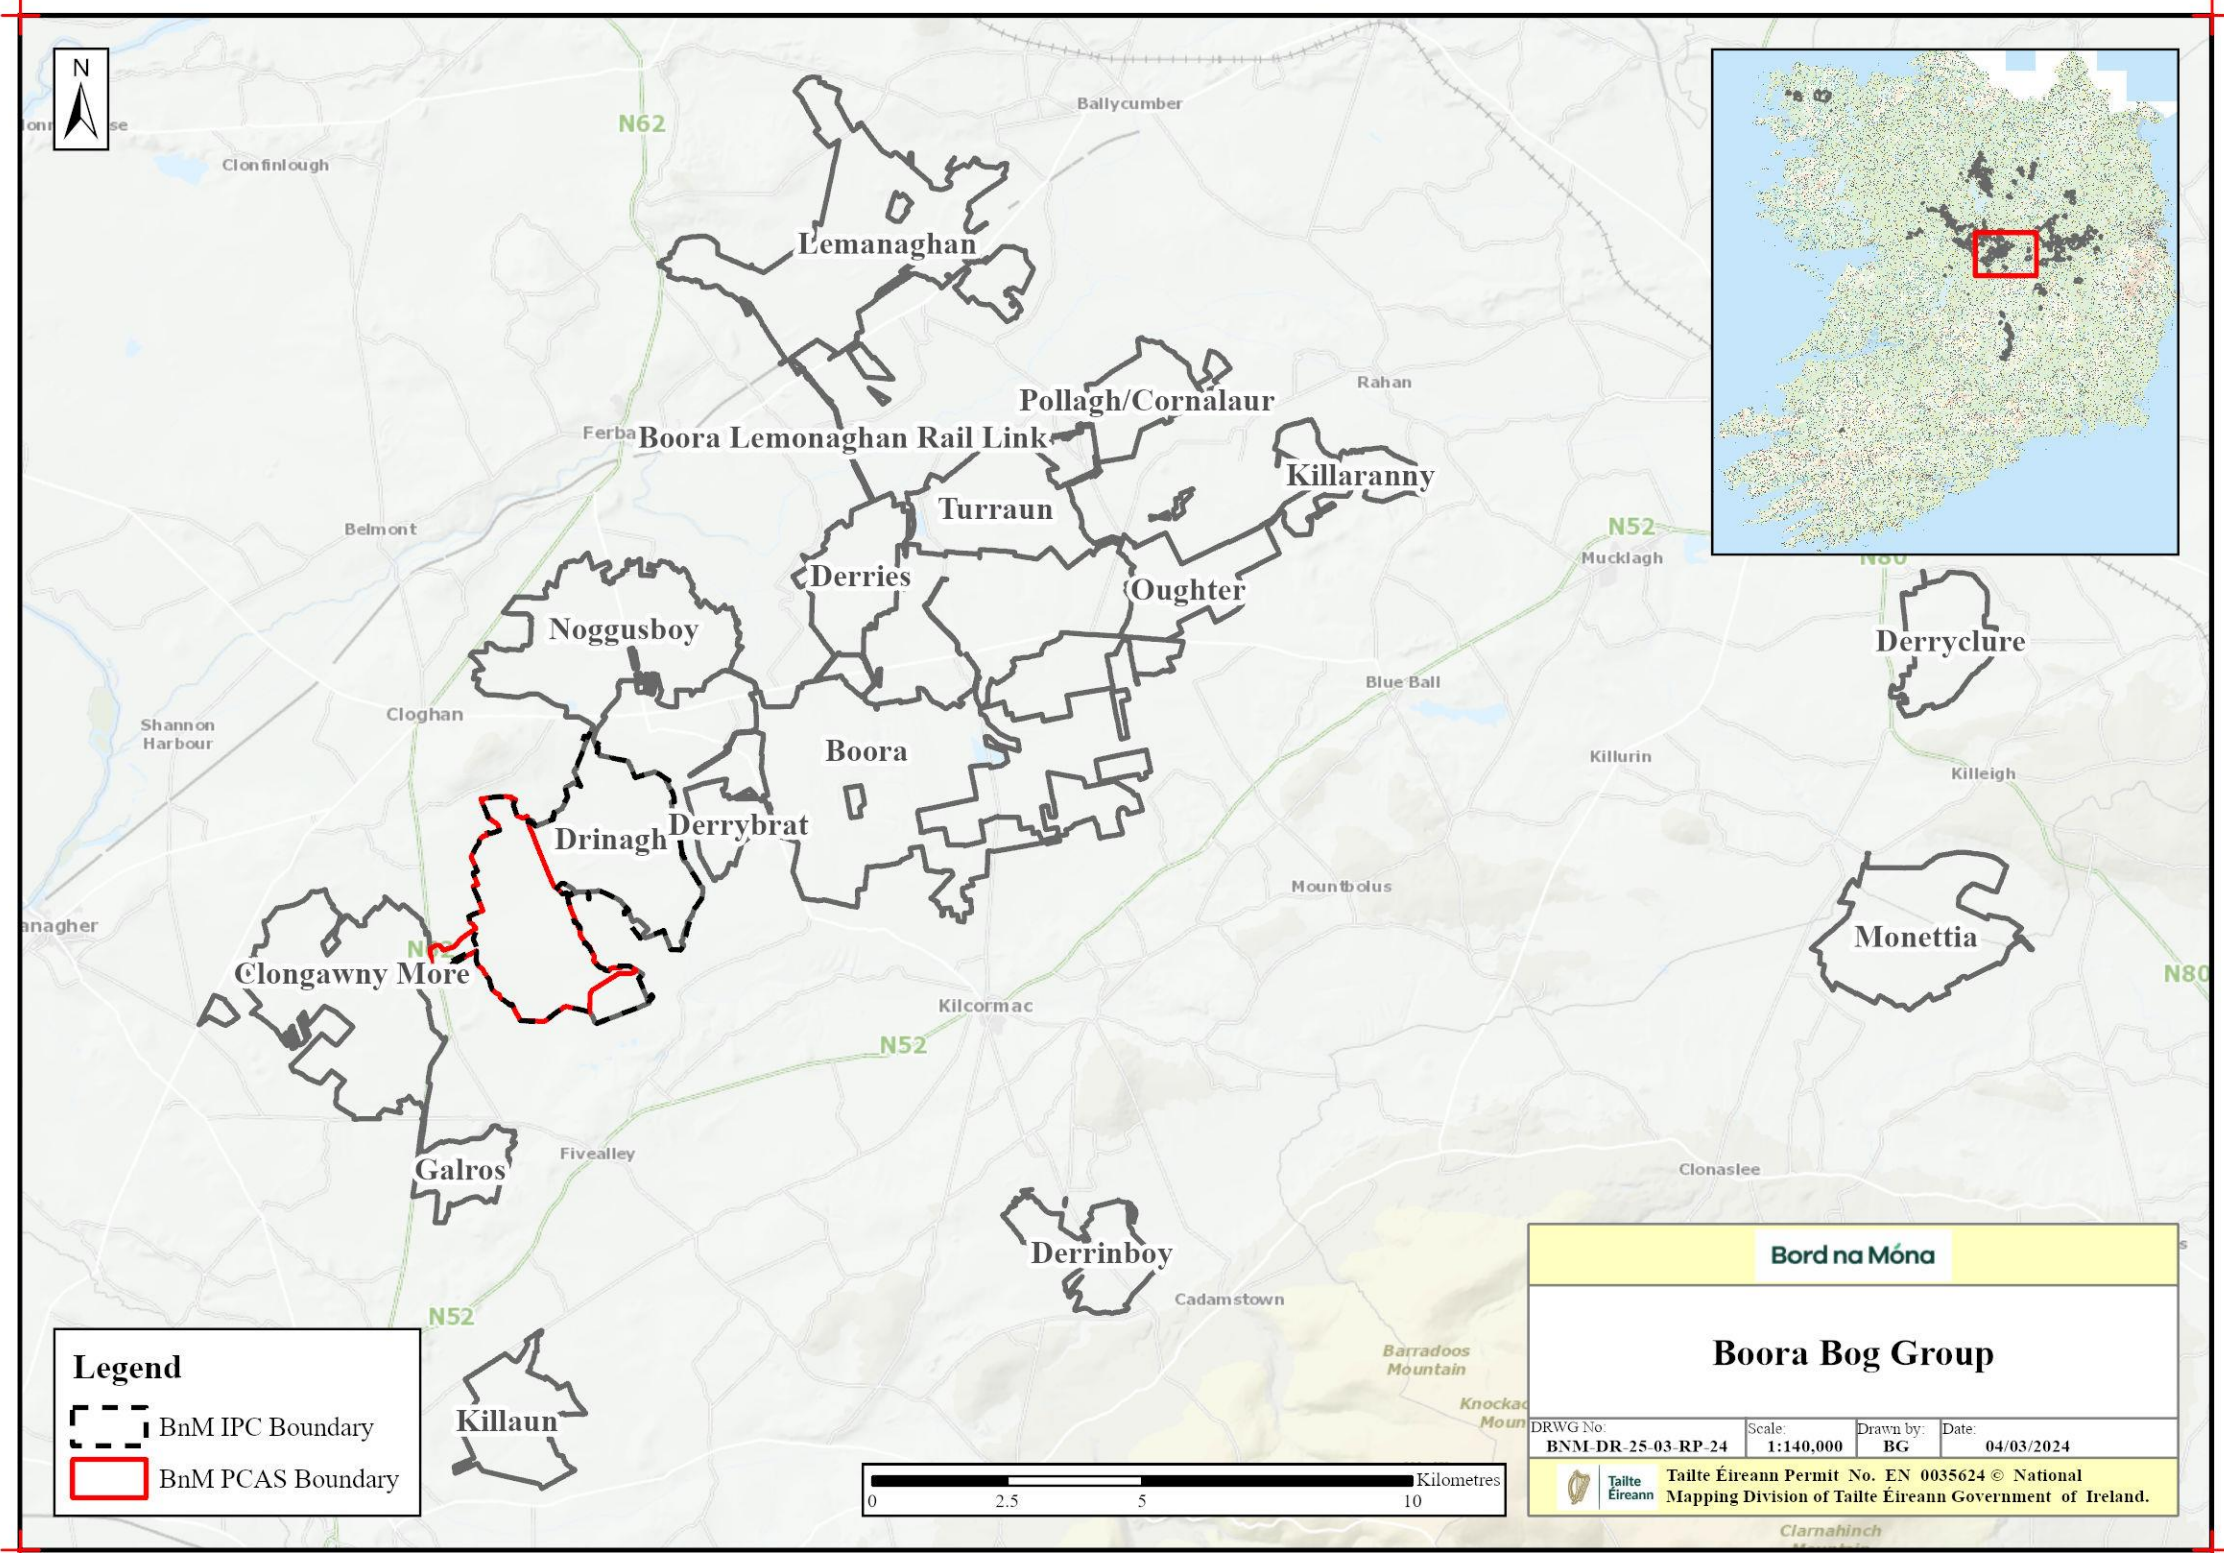 N
Ballycumber
N62
Clonfinlough
Lemanaghan
Rahan
Pollagh/Cornalaur
Ferba
Boora Lemonaghan Rail Link
Killaranny
Turraun
Belmont
N52
Mucklagh
N80
Derries
Oughter
Noggusboy
Derryclure
Blue Ball
Cloghan
Shannon
Harbour
Boora
Killurin
Killeigh
Drinagh
Derrybrat
Mountbolus
anagher
N62
Monettia
Clongawny More
N80
Kilcormac
N52
Fivealley
Galros
Clonaslee
Derrinboy
Cadamstown
N52
Barradoos
Mountain
Killaun
Legend
BnM IPC Boundary
BnM PCAS Boundary
Kilometres
0 2.5 5 10
Bord na Móna
Boora Bog Group
DRWG No: Scale: Drawn by: Date:
BNM-DR-25-03-RP-24 1:140,000 BG 04/03/2024
Tailte
Éireann
Tailte Éireann Permit No. EN 0035624 © National
Mapping Division of Tailte Éireann Government of Ireland.
Clarnahinch